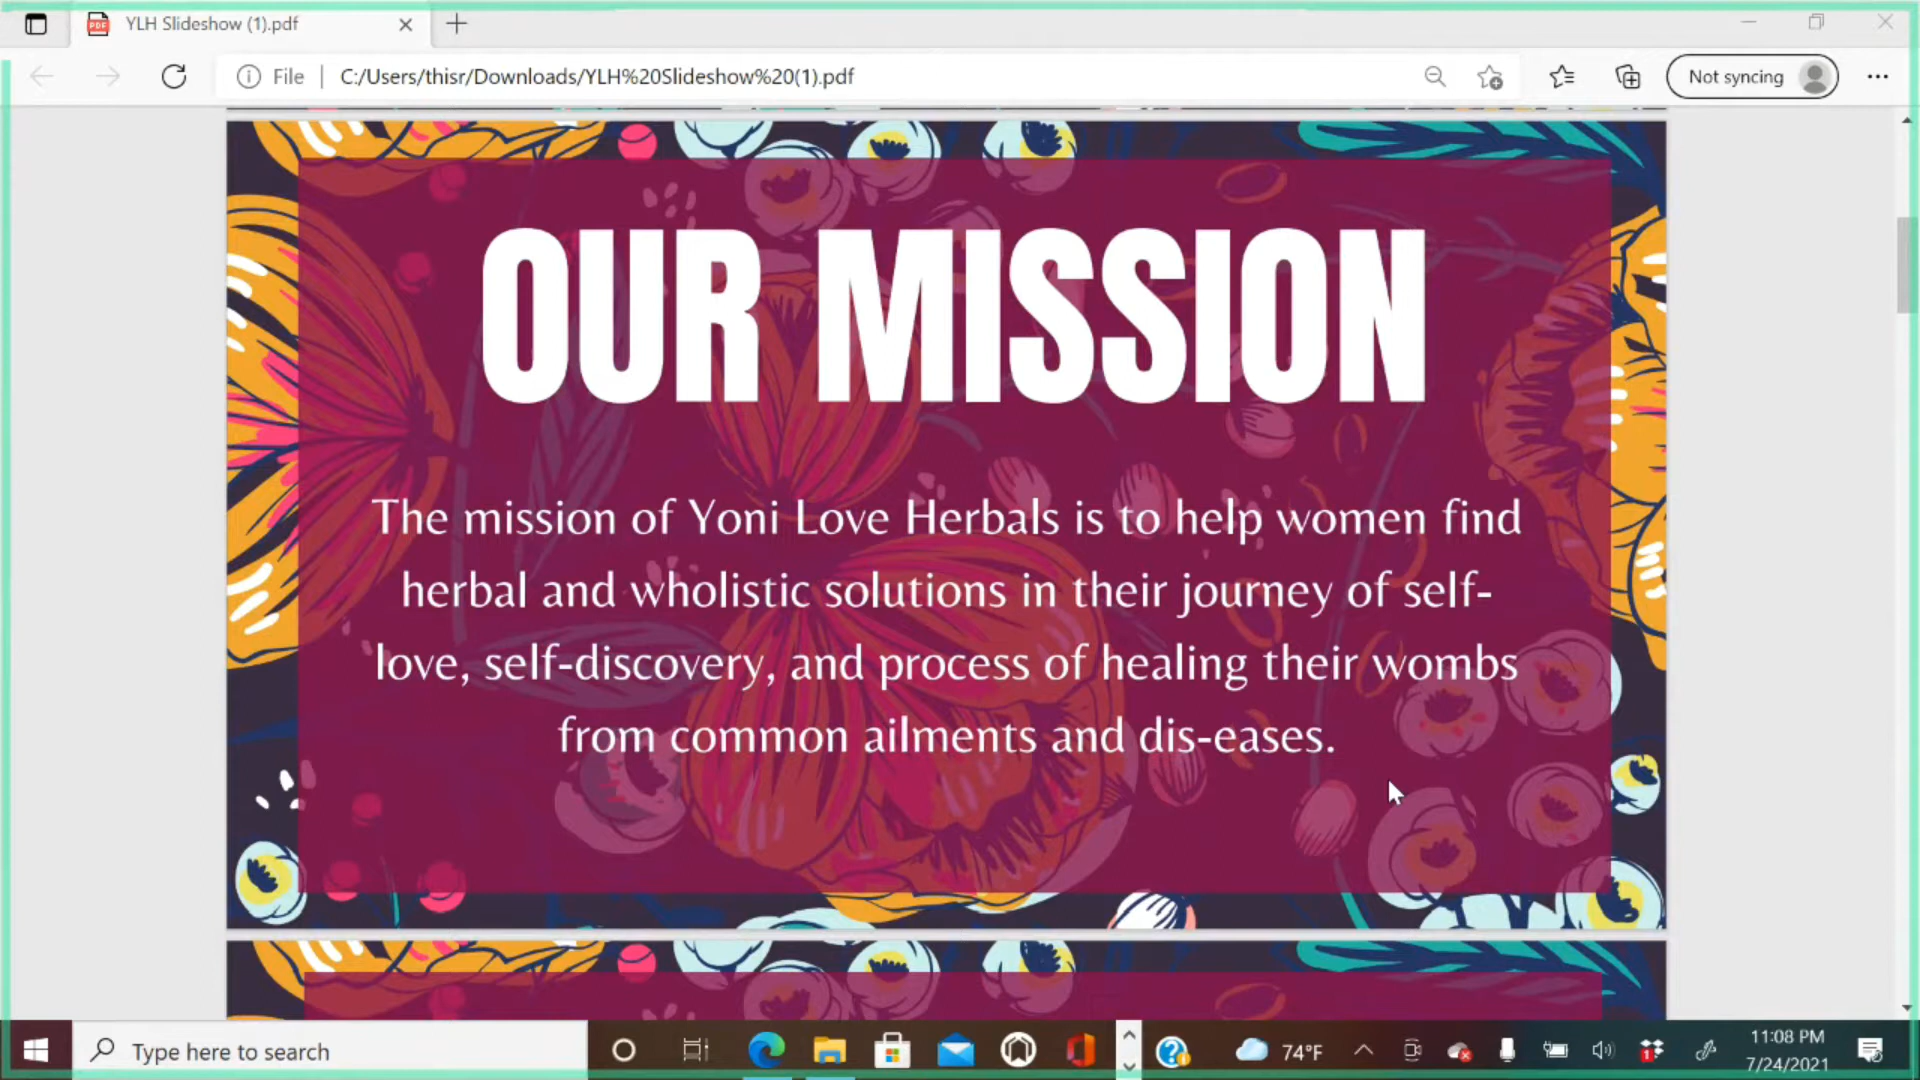 YLH Slideshow (1).pdf
File
C:/Users/thisr/Downloads/YLH%20Slideshow%20(1).pdf
Not syncing
OUR MISSION
The mission of Yoni Love Herbals is to help women find
herbal and wholistic solutions in their journey of self-
love, self-discovery, and process of healing their wombs
from common ailments and dis-eases.
Type here to search
74°F
1
11:08 PM
7/24/2021